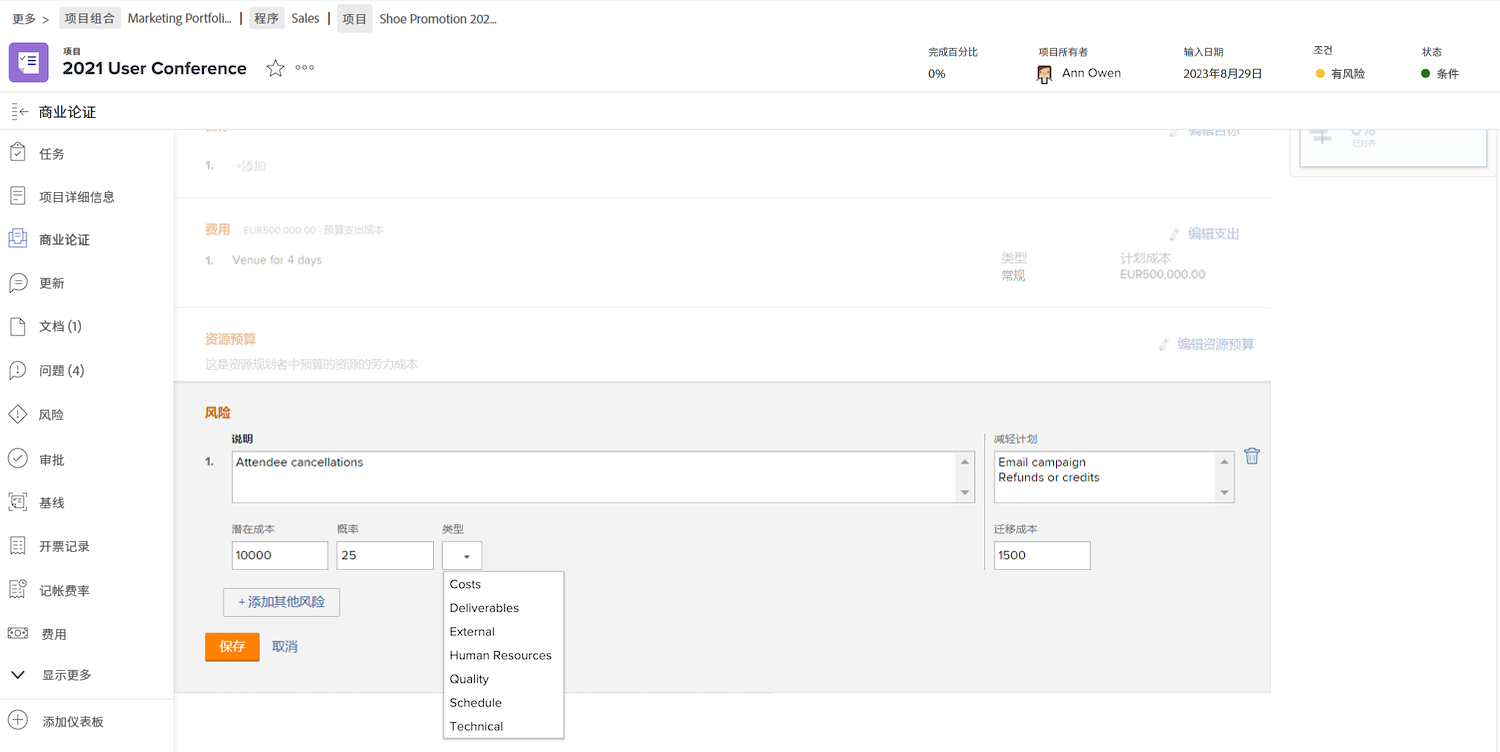 更多 > 项目组合 Marketing Portfoli... | 程序 Sales | 项目 Shoe Promotion 202...
项目
2021 User Conference
完成百分比
0%
项目所有者
Ann Owen
输入日期
2023年8月29日
条件
有风险
状态
条件
商业论证
任务
项目详细信息
商业论证
更新
文档 (1)
问题 (4)
风险
审批
基线
开票记录
记帐费率
费用
显示更多
添加仪表板
编辑目标
1. +添加
0%
已对齐
费用 EUR500,000.00 - 预算支出成本
编辑支出
1. Venue for 4 days
类型
常规
计划成本
EUR500,000.00
资源预算
编辑资源预算
这是资源规划者中预算的资源的劳力成本
风险
说明
减轻计划
1. Attendee cancellations
Email campaign
Refunds or credits
潜在成本
概率
类型
迁移成本
10000
25
1500
Costs
Deliverables
External
Human Resources
Quality
Schedule
Technical
+ 添加其他风险
保存
取消